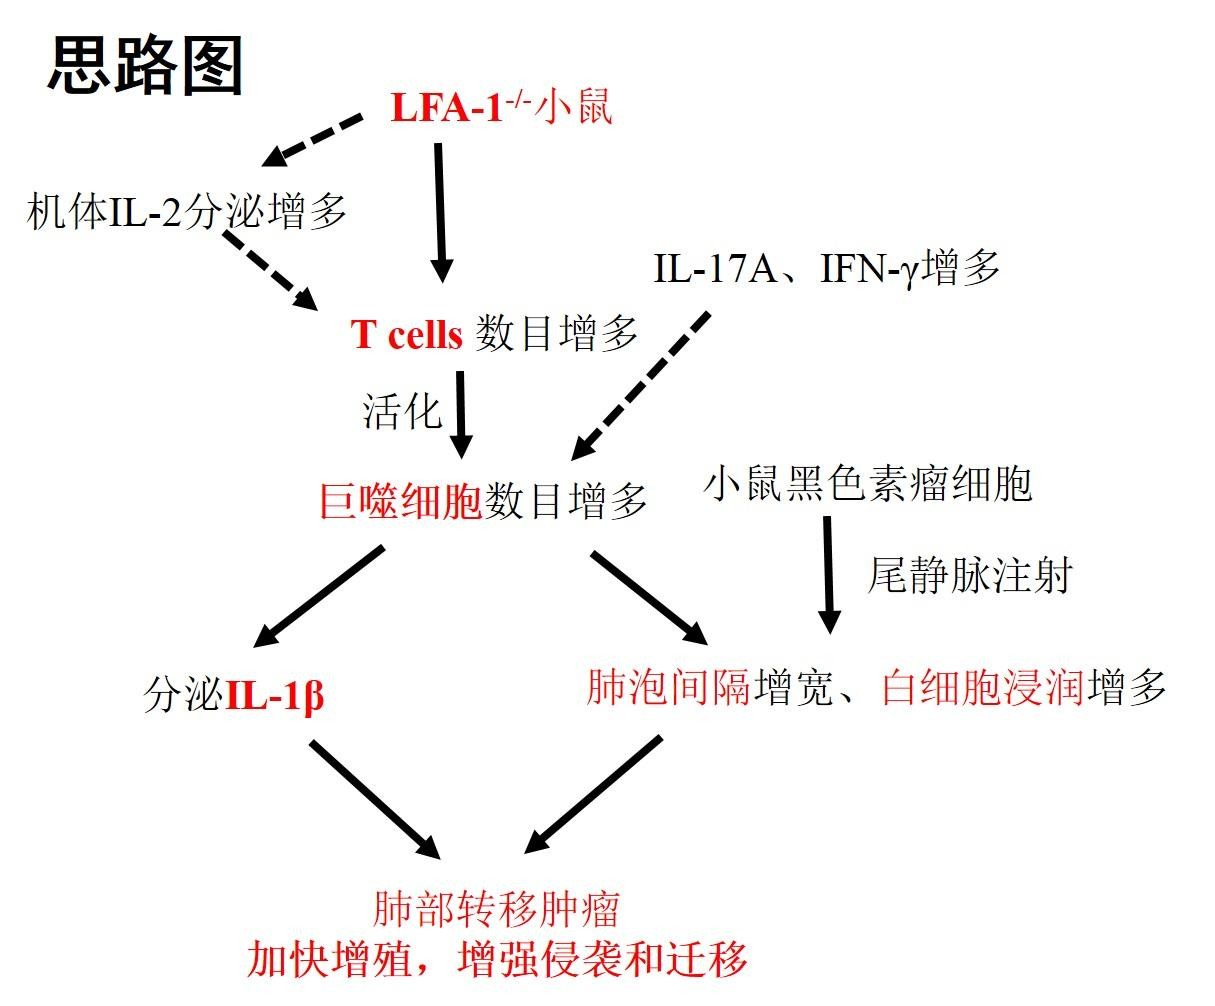 思路图
LFA-1-/-小鼠
机体IL-2分泌增多
IL-17A、IFN-γ增多
T cells 数目增多
活化
巨噬细胞数目增多
小鼠黑色素瘤细胞
尾静脉注射
分泌IL-1β
肺泡间隔增宽、白细胞浸润增多
肺部转移肿瘤
加快增殖，增强侵袭和迁移